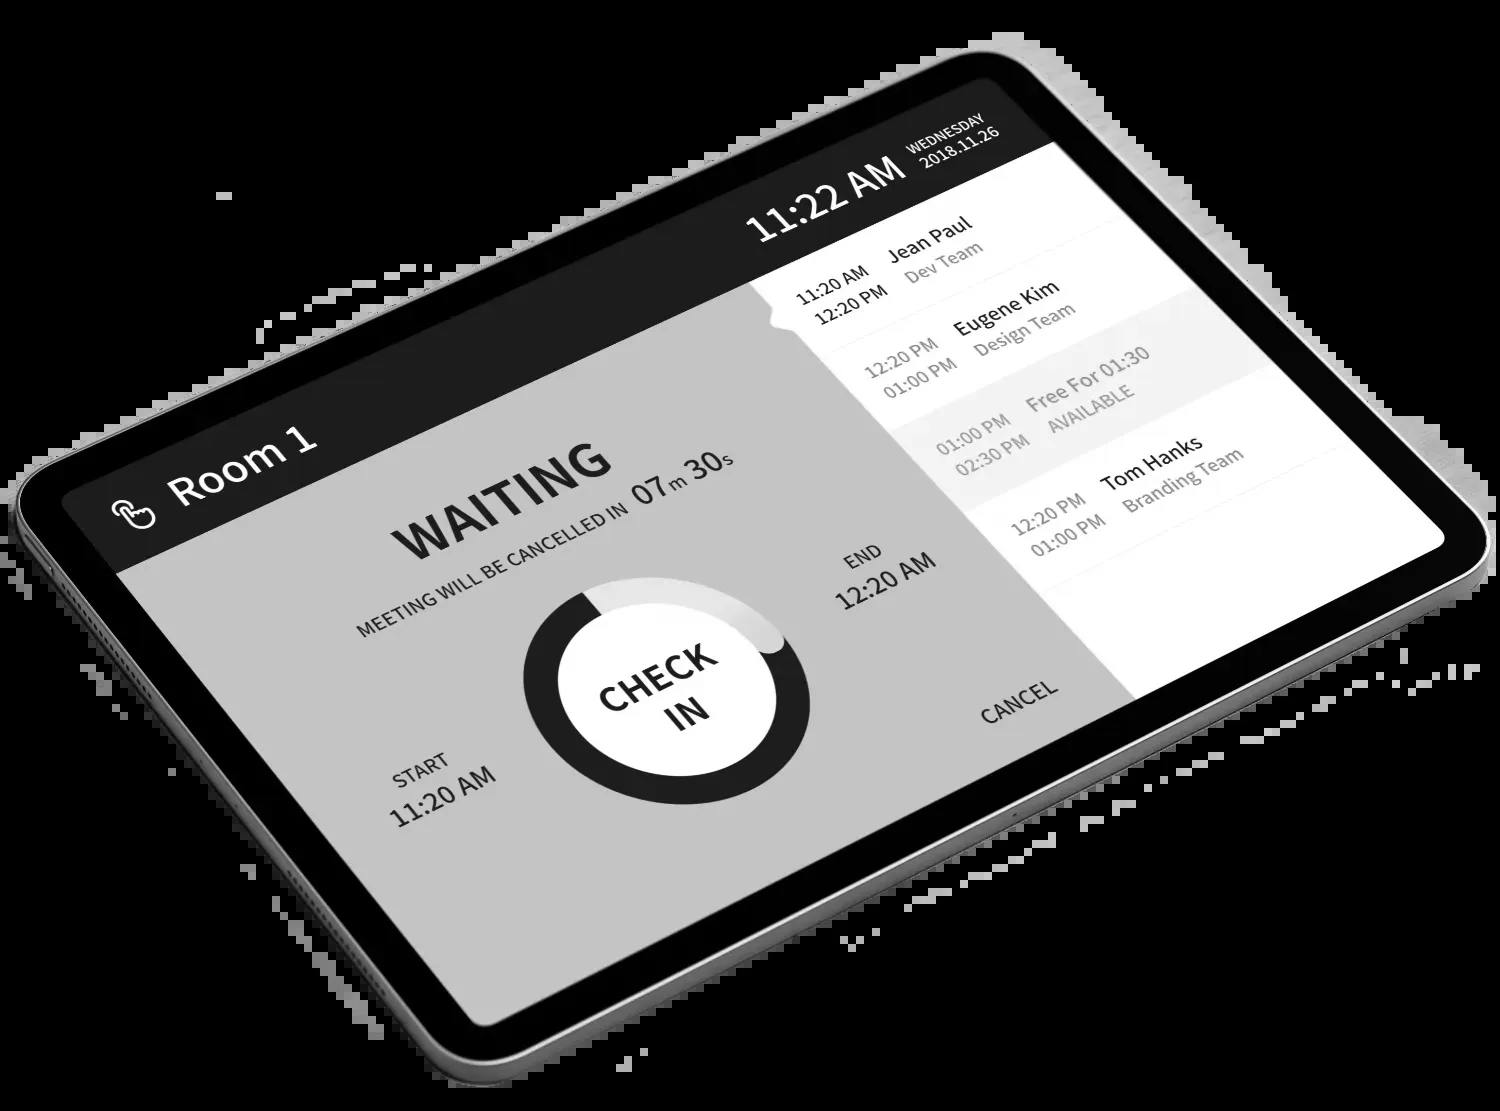 Room 1
11:22 AM
WEDNESDAY
2018.11.26
WAITING
MEETING WILL BE CANCELLED IN 07m 30s
CHECK
IN
START
11:20 AM
END
12:20 AM
CANCEL
11:20 AM Jean Paul
12:20 PM Dev Team
12:20 PM Eugene Kim
01:00 PM Design Team
01:00 PM Free For 01:30
02:30 PM AVAILABLE
12:20 PM Tom Hanks
01:00 PM Branding Team